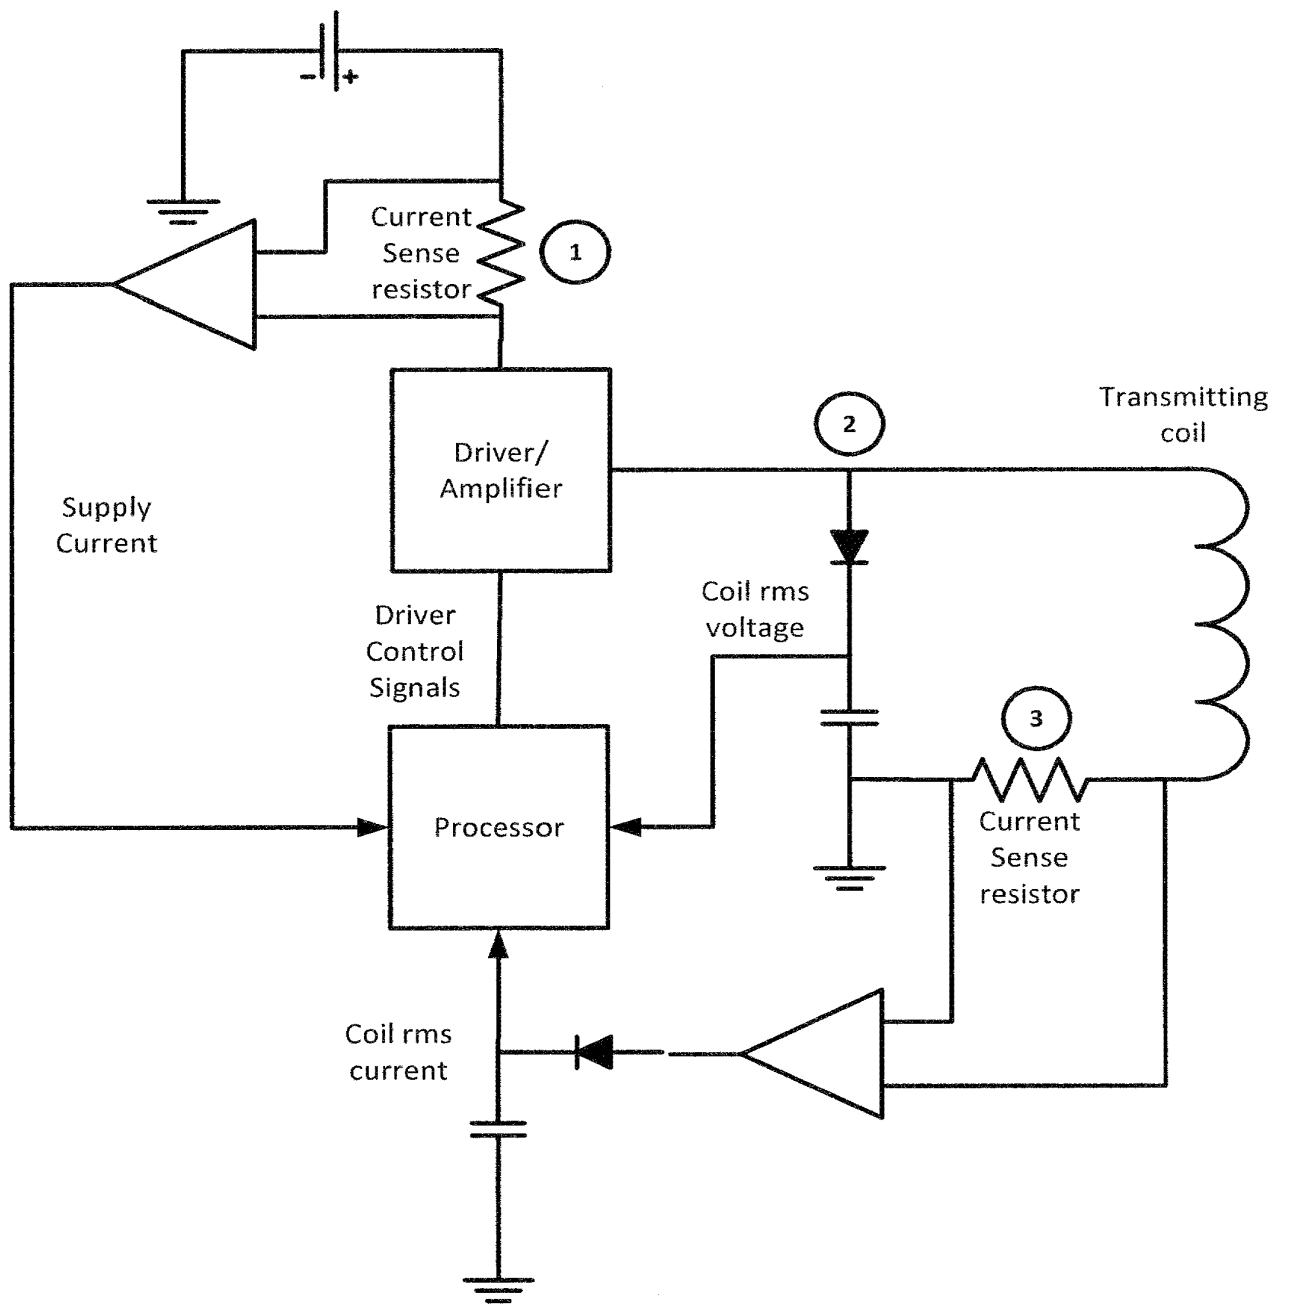 - +
Current
Sense
resistor
1
Driver/
Amplifier
2
Transmitting
coil
Supply
Current
Driver
Control
Signals
Coil rms
voltage
3
Current
Sense
resistor
Processor
Coil rms
current